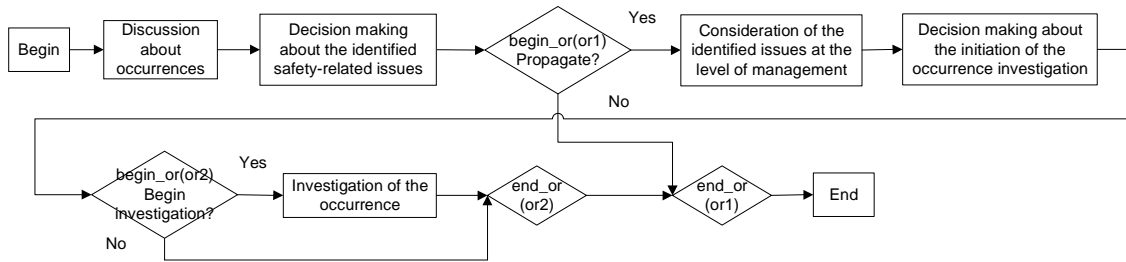 Begin
Discussion
about
occurrences
Decision making
about the identified
safety-related issues
begin_or(or1)
Propagate?
Yes
No
Consideration of the
identified issues at the
level of management
Decision making about
the initiation of the
occurrence investigation
begin_or(or2)
Begin
investigation?
Yes
No
Investigation of the
occurrence
end_or
(or2)
end_or
(or1)
End